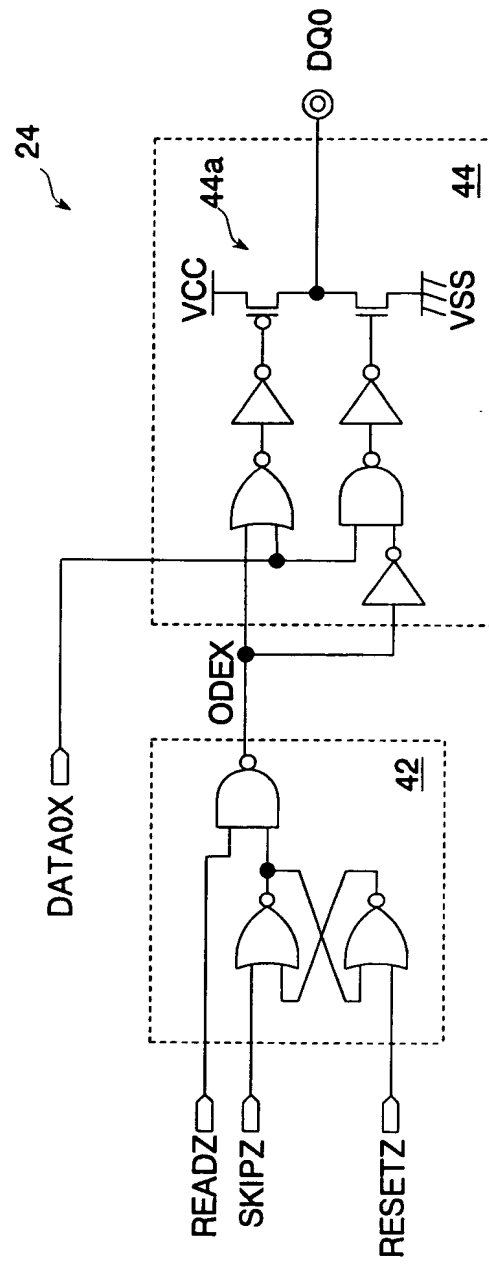 24
DATA0X
READZ
SKIPZ
RESETZ
42
ODEX
44a
VCC
VSS
44
DQ0